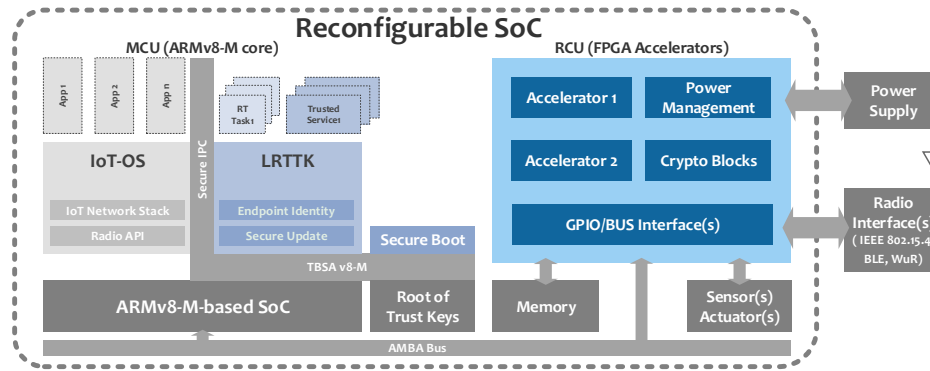 Reconfigurable SoC
MCU (ARMv8-M core)
RCU (FPGA Accelerators)
App 1
App 2
App n
Secure IPC
RT
Task1
Trusted
Service1
IoT-OS
IoT Network Stack
Radio API
LRTTK
Endpoint Identity
Secure Update
Secure Boot
TBSA v8-M
ARMv8-M-based SoC
Root of
Trust Keys
Accelerator 1
Power
Management
Accelerator 2
Crypto Blocks
GPIO/BUS Interface(s)
Memory
Sensor(s)
Actuator(s)
AMBA Bus
Power
Supply
Radio
Interface(s)
( IEEE 802.15.4
BLE, WuR)